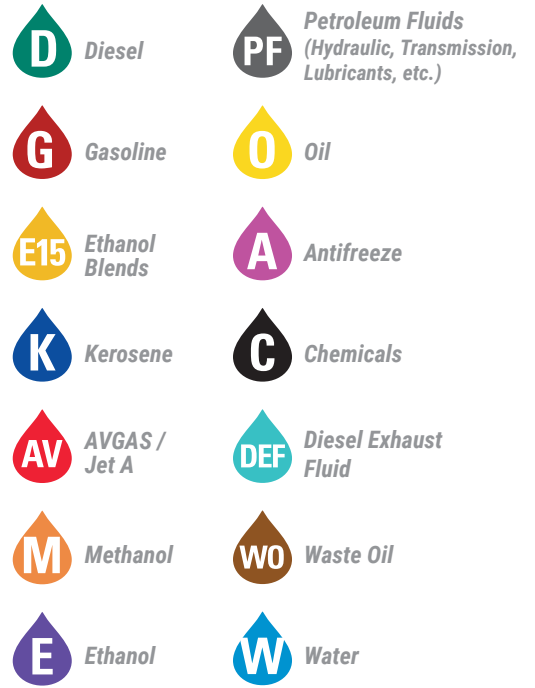 D Diesel
PF Petroleum Fluids
(Hydraulic, Transmission,
Lubricants, etc.)
G Gasoline
O Oil
E15 Ethanol
Blends
A Antifreeze
K Kerosene
C Chemicals
AV AVGAS /
Jet A
DEF Diesel Exhaust
Fluid
M Methanol
WO Waste Oil
E Ethanol
W Water